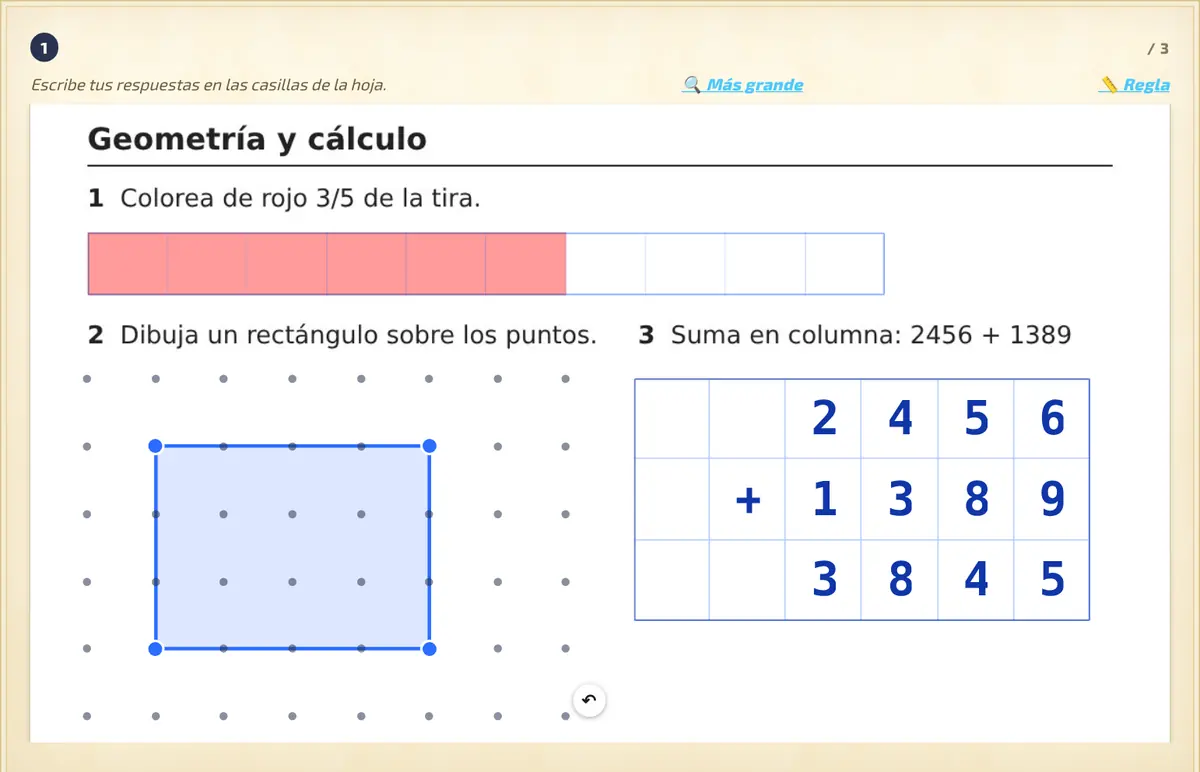 1
/ 3
Escribe tus respuestas en las casillas de la hoja.
🔍 Más grande
📏 Regla
Geometría y cálculo
1 Colorea de rojo 3/5 de la tira.
2 Dibuja un rectángulo sobre los puntos.
3 Suma en columna: 2456 + 1389
2 4 5 6
+ 1 3 8 9
3 8 4 5
↶